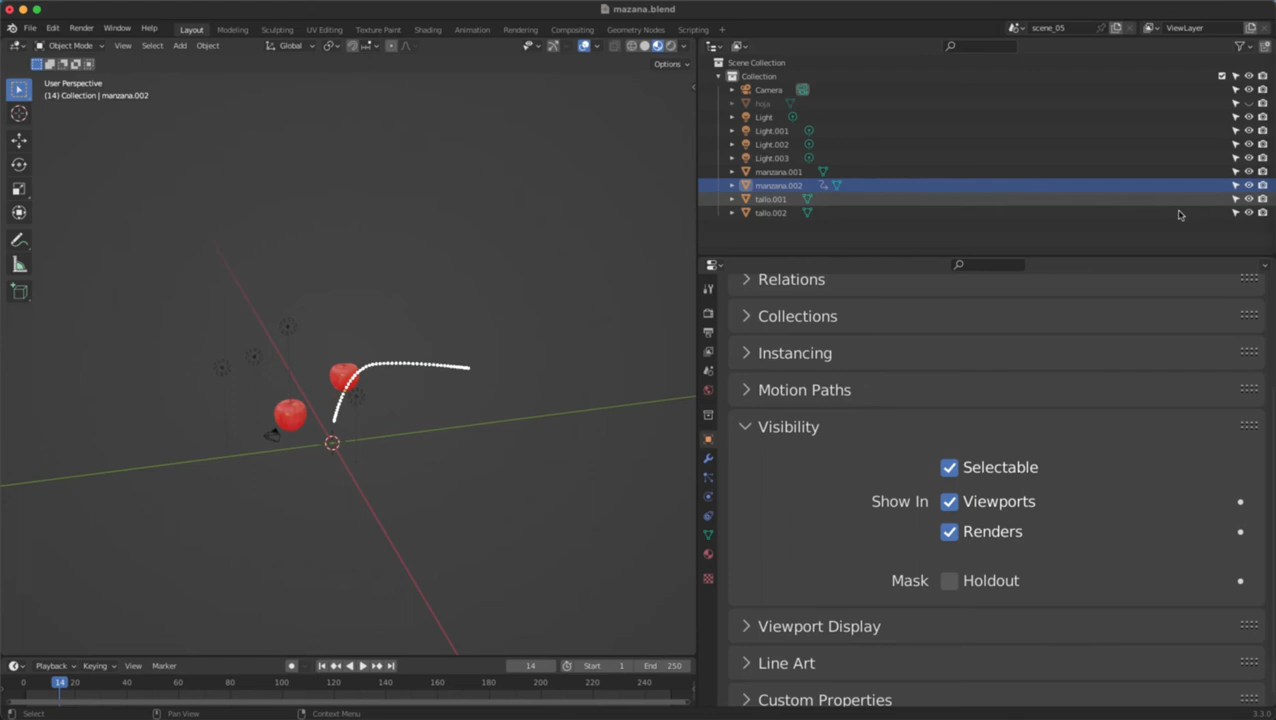 mazana.blend
File Edit Render Window Help Layout Modeling Sculpting UV Editing Texture Paint Shading Animation Rendering Compositing Geometry Nodes Scripting + scene_05 ViewLayer
Object Mode View Select Add Object Global
Options
User Perspective
(14) Collection | manzana.002
Scene Collection
Collection
Camera
hoja
Light
Light.001
Light.002
Light.003
manzana.001
manzana.002
tallo.001
tallo.002
Relations
Collections
Instancing
Motion Paths
Visibility
Selectable
Show In Viewports
Renders
Mask Holdout
Viewport Display
Line Art
Custom Properties
Playback Keying View Marker 14 Start 1 End 250
0 14 20 40 60 80 100 120 140 160 180 200 220 240
Select Pan View Context Menu 3.3.0